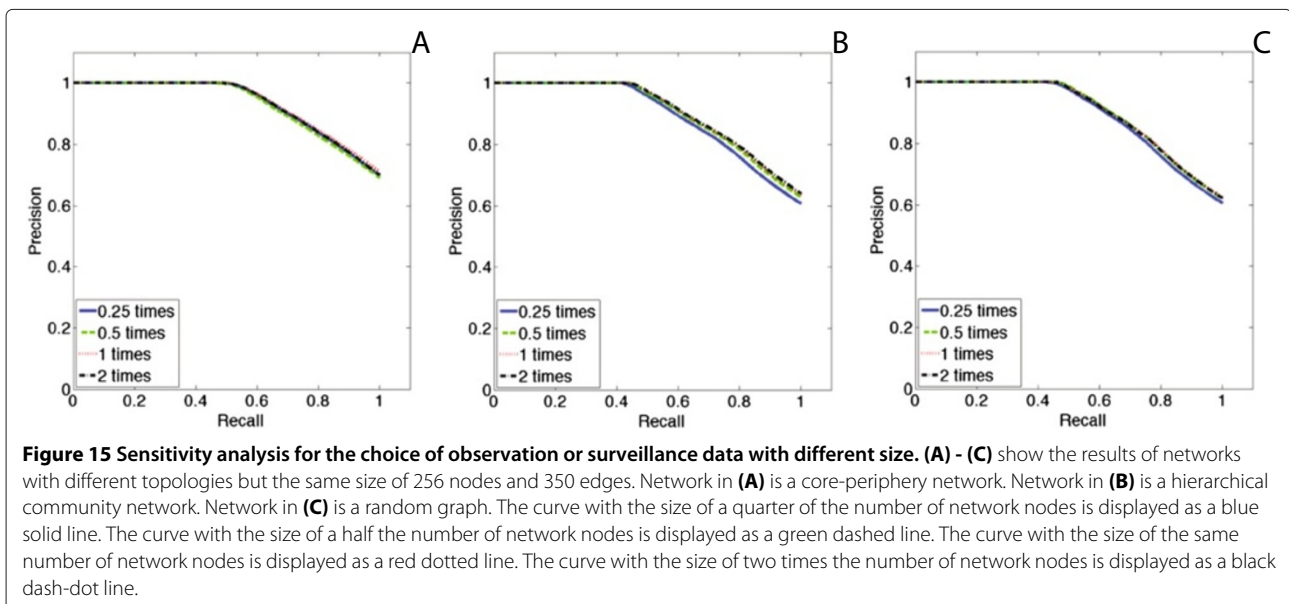 A
Precision
1
0.8
0.6
0.4
0.2
0
0 0.2 0.4 0.6 0.8 1
Recall
0.25 times
0.5 times
1 times
2 times
B
Precision
1
0.8
0.6
0.4
0.2
0
0 0.2 0.4 0.6 0.8 1
Recall
0.25 times
0.5 times
1 times
2 times
C
Precision
1
0.8
0.6
0.4
0.2
0
0 0.2 0.4 0.6 0.8 1
Recall
0.25 times
0.5 times
1 times
2 times
Figure 15 Sensitivity analysis for the choice of observation or surveillance data with different size. (A) - (C) show the results of networks
with different topologies but the same size of 256 nodes and 350 edges. Network in (A) is a core-periphery network. Network in (B) is a hierarchical
community network. Network in (C) is a random graph. The curve with the size of a quarter of the number of network nodes is displayed as a blue
solid line. The curve with the size of a half the number of network nodes is displayed as a green dashed line. The curve with the size of the same
number of network nodes is displayed as a red dotted line. The curve with the size of two times the number of network nodes is displayed as a black
dash-dot line.